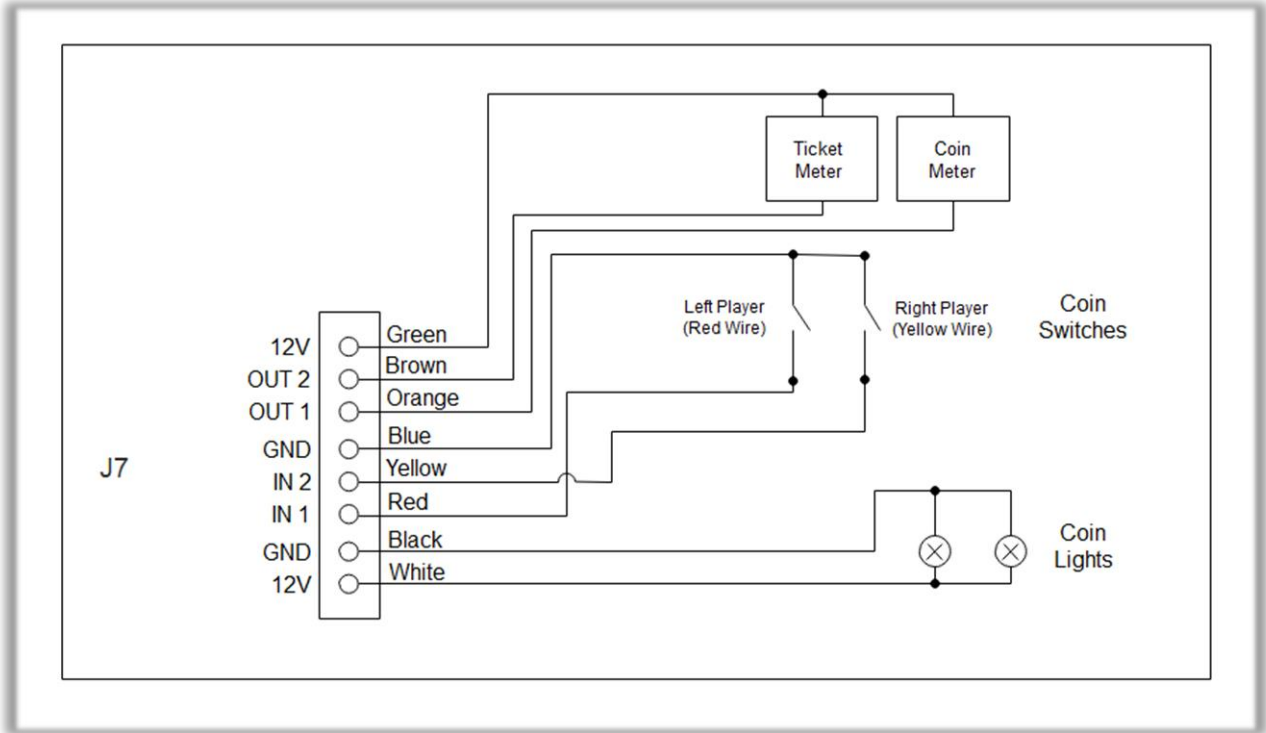 Ticket
Meter
Coin
Meter
Left Player
(Red Wire)
Right Player
(Yellow Wire)
Coin
Switches
12V
Green
OUT 2
Brown
OUT 1
Orange
GND
Blue
J7
IN 2
Yellow
IN 1
Red
GND
Black
12V
White
Coin
Lights